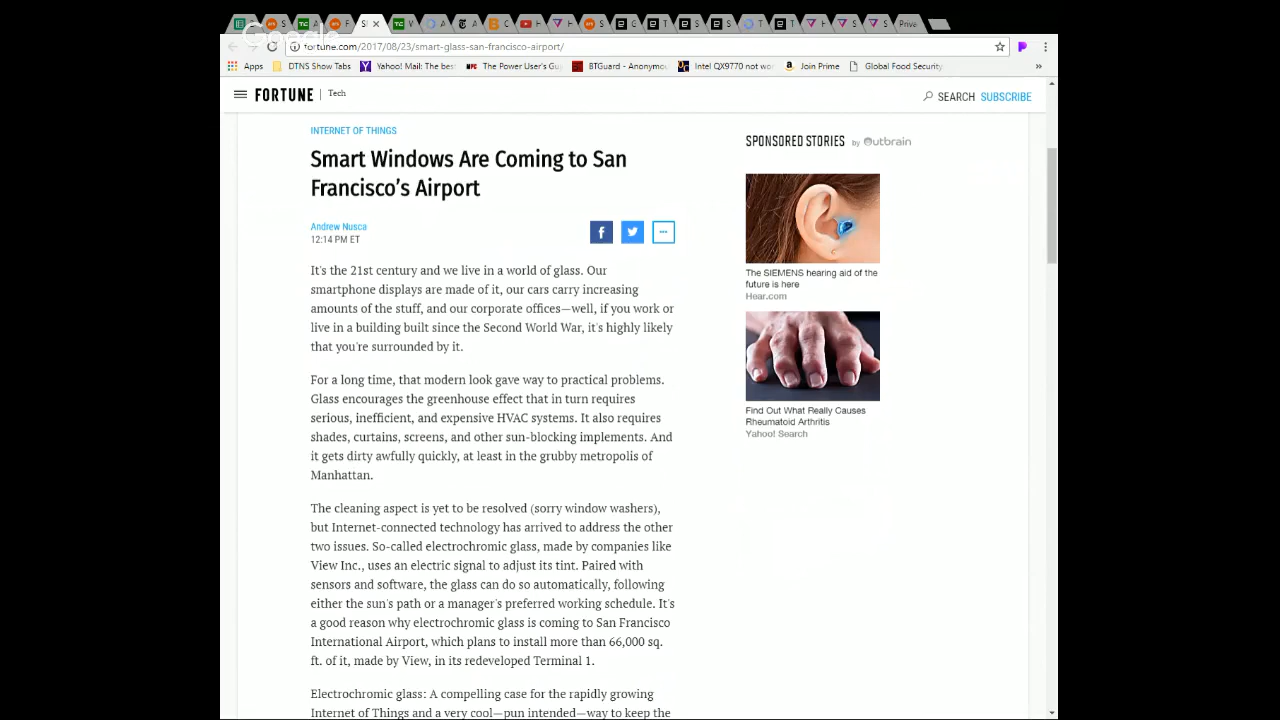 Google
fortune.com/2017/08/23/smart-glass-san-francisco-airport/
Apps DTNS Show Tabs Yahoo! Mail: The bes The Power User's Gu BTGuard - Anonymou Intel QX9770 not wor Join Prime Global Food Security »
FORTUNE | Tech
SEARCH SUBSCRIBE
INTERNET OF THINGS
Smart Windows Are Coming to San
Francisco's Airport
Andrew Nusca
12:14 PM ET
It's the 21st century and we live in a world of glass. Our
smartphone displays are made of it, our cars carry increasing
amounts of the stuff, and our corporate offices—well, if you work or
live in a building built since the Second World War, it's highly likely
that you're surrounded by it.
For a long time, that modern look gave way to practical problems.
Glass encourages the greenhouse effect that in turn requires
serious, inefficient, and expensive HVAC systems. It also requires
shades, curtains, screens, and other sun-blocking implements. And
it gets dirty awfully quickly, at least in the grubby metropolis of
Manhattan.
The cleaning aspect is yet to be resolved (sorry window washers),
but Internet-connected technology has arrived to address the other
two issues. So-called electrochromic glass, made by companies like
View Inc., uses an electric signal to adjust its tint. Paired with
sensors and software, the glass can do so automatically, following
either the sun's path or a manager's preferred working schedule. It's
a good reason why electrochromic glass is coming to San Francisco
International Airport, which plans to install more than 66,000 sq.
ft. of it, made by View, in its redeveloped Terminal 1.
Electrochromic glass: A compelling case for the rapidly growing
Internet of Things and a very cool—pun intended—way to keep the
SPONSORED STORIES by Outbrain
The SIEMENS hearing aid of the
future is here
Hear.com
Find Out What Really Causes
Rheumatoid Arthritis
Yahoo! Search